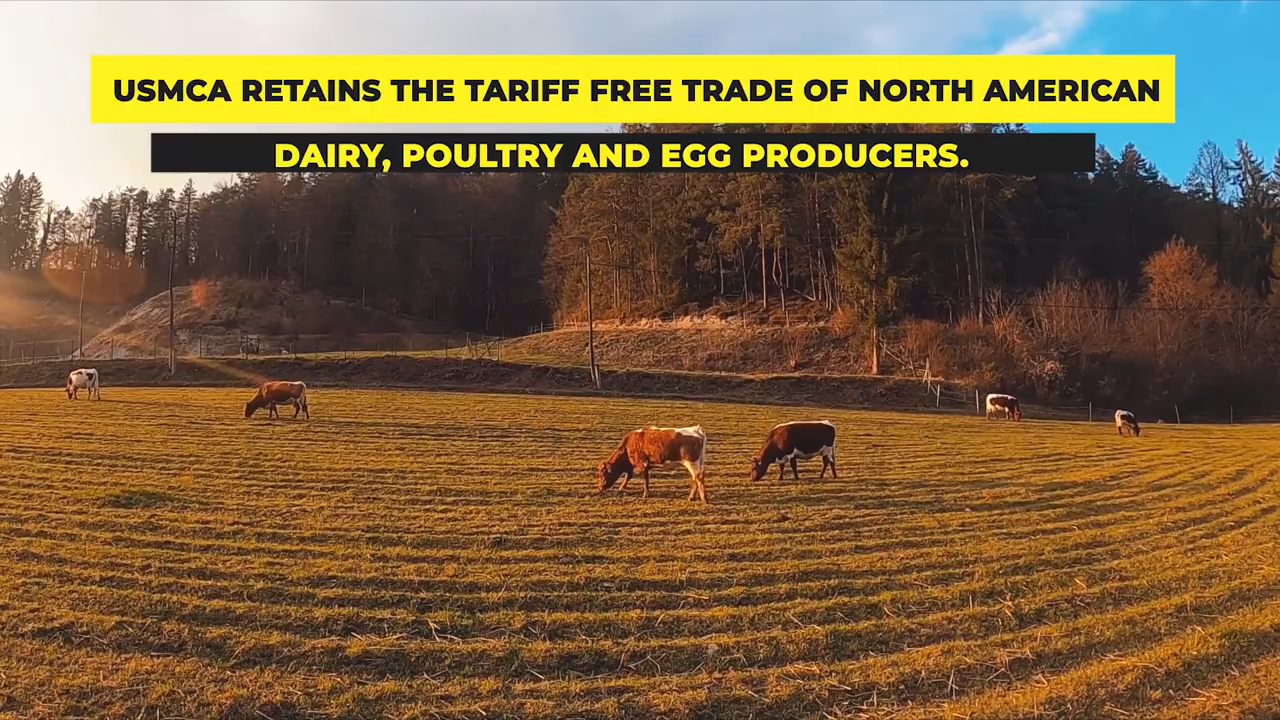 USMCA RETAINS THE TARIFF FREE TRADE OF NORTH AMERICAN
DAIRY, POULTRY AND EGG PRODUCERS.